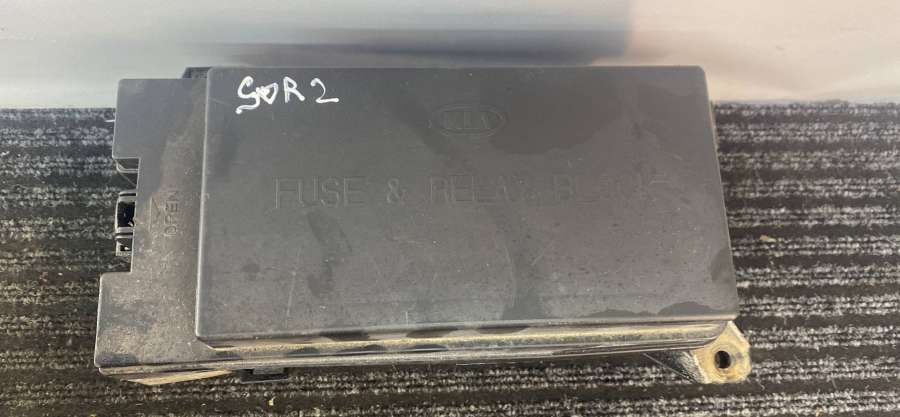 SOR2
KIA
FUSE & RELAY BLOCK
OPEN